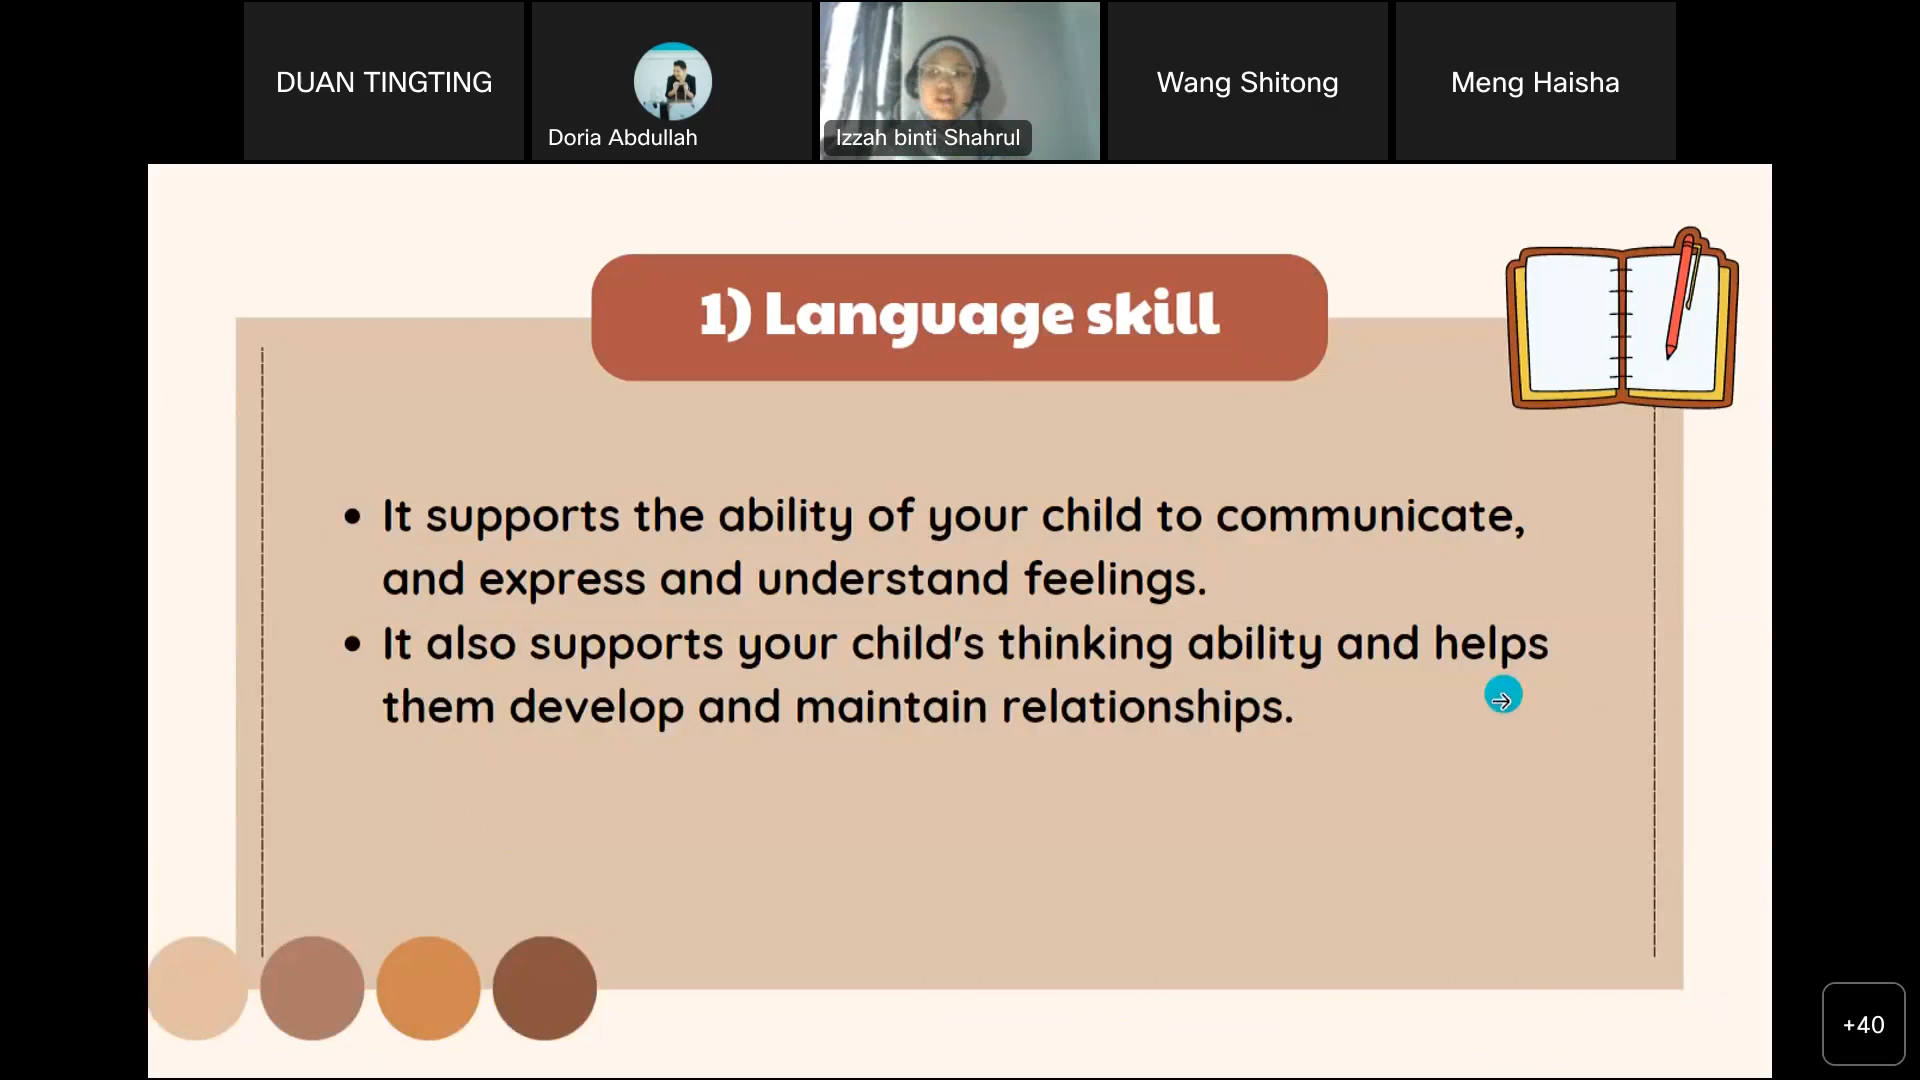 DUAN TINGTING
Doria Abdullah
Izzah binti Shahrul
Wang Shitong
Meng Haisha
1) Language skill
• It supports the ability of your child to communicate,
and express and understand feelings.
• It also supports your child's thinking ability and helps
them develop and maintain relationships.
+40